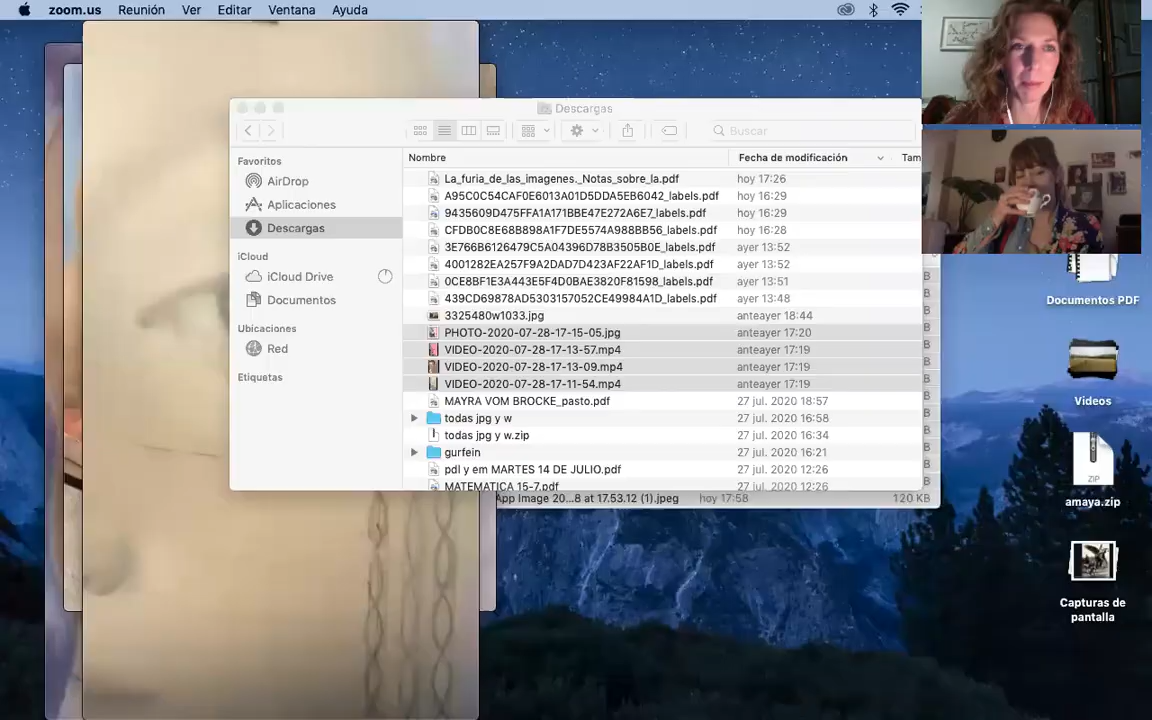 zoom.us Reunión Ver Editar Ventana Ayuda
Descargas
Buscar
Nombre Fecha de modificación Tam
Favoritos
AirDrop
Aplicaciones
Descargas
iCloud
iCloud Drive
Documentos
Ubicaciones
Red
Etiquetas
La_furia_de_las_imagenes._Notas_sobre_la.pdf hoy 17:26
A95C0C54CAF0E6013A01D5DDA5EB6042_labels.pdf hoy 16:29
9435609D475FFA1A171BBE47E272A6E7_labels.pdf hoy 16:29
CFDB0C8E68B898A1F7DE5574A988BB56_labels.pdf hoy 16:28
3E766B6126479C5A04396D78B3505B0E_labels.pdf ayer 13:52
4001282EA257F9A2DAD7D423AF22AF1D_labels.pdf ayer 13:52
0CE8BF1E3A443E5F4D0BAE3820F81598_labels.pdf ayer 13:51
439CD69878AD5303157052CE49984A1D_labels.pdf ayer 13:48
3325480w1033.jpg anteayer 18:44
PHOTO-2020-07-28-17-15-05.jpg anteayer 17:20
VIDEO-2020-07-28-17-13-57.mp4 anteayer 17:19
VIDEO-2020-07-28-17-13-09.mp4 anteayer 17:19
VIDEO-2020-07-28-17-11-54.mp4 anteayer 17:19
MAYRA VOM BROCKE_pasto.pdf 27 jul. 2020 18:57
todas jpg y w 27 jul. 2020 16:58
todas jpg y w.zip 27 jul. 2020 16:34
gurfein 27 jul. 2020 16:21
pdl y em MARTES 14 DE JULIO.pdf 27 jul. 2020 12:26
MATEMATICA 15-7.pdf 27 jul. 2020 12:26
App Image 20...8 at 17.53.12 (1).jpeg hoy 17:58 120 KB
Documentos PDF
Videos
ZIP
amaya.zip
Capturas de
pantalla